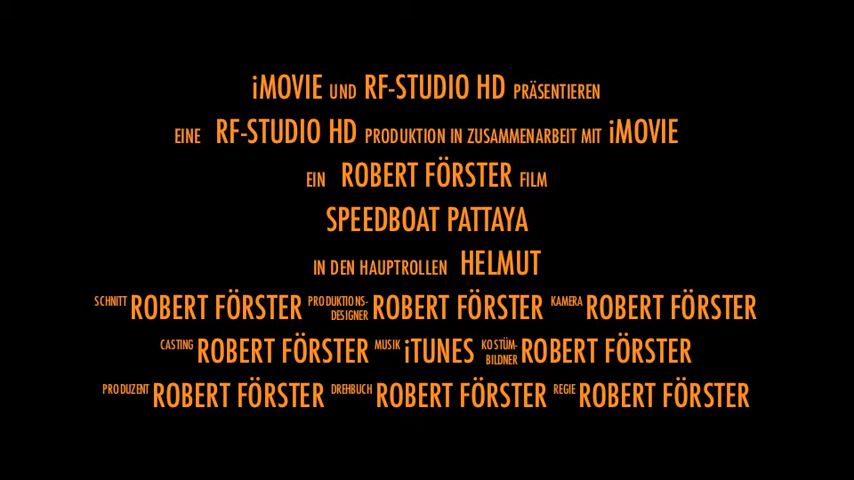 iMOVIE UND RF-STUDIO HD PRÄSENTIEREN
EINE RF-STUDIO HD PRODUKTION IN ZUSAMMENARBEIT MIT iMOVIE
EIN ROBERT FÖRSTER FILM
SPEEDBOAT PATTAYA
IN DEN HAUPTROLLEN HELMUT
SCHNITT ROBERT FÖRSTER PRODUKTIONS-DESIGNER ROBERT FÖRSTER KAMERA ROBERT FÖRSTER
CASTING ROBERT FÖRSTER MUSIK iTUNES KOSTÜM-BILDNER ROBERT FÖRSTER
PRODUZENT ROBERT FÖRSTER DREHBUCH ROBERT FÖRSTER REGIE ROBERT FÖRSTER